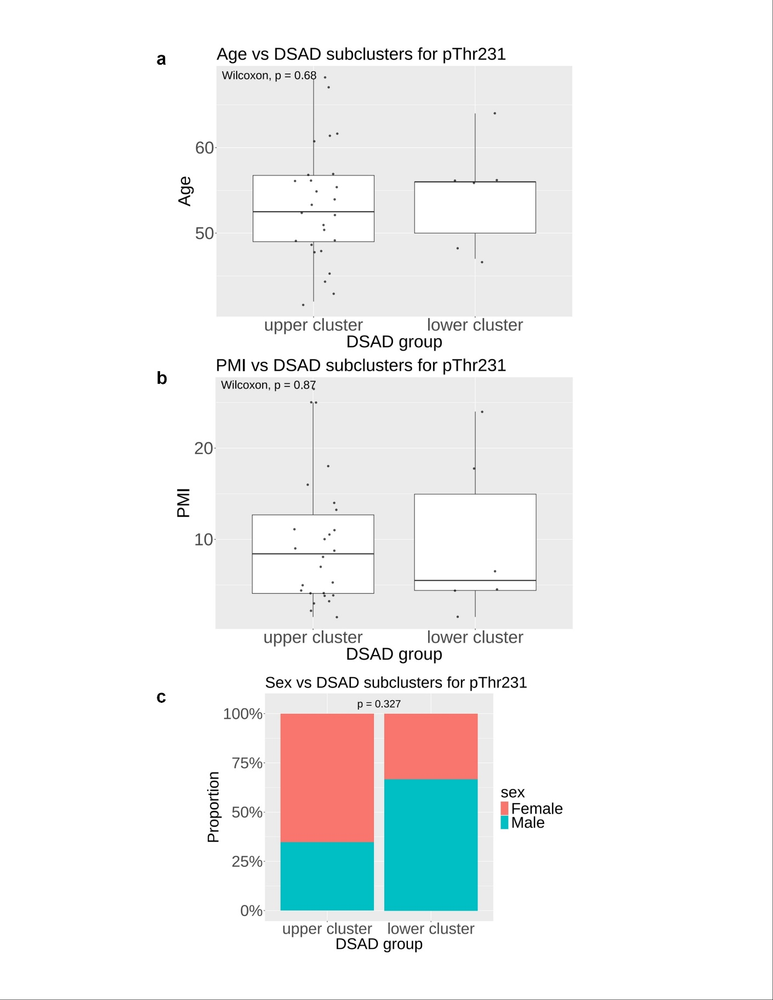 a
Age vs DSAD subclusters for pThr231
Wilcoxon, p = 0.68
60
50
Age
upper cluster
lower cluster
DSAD group
b
PMI vs DSAD subclusters for pThr231
Wilcoxon, p = 0.87
20
10
PMI
upper cluster
lower cluster
DSAD group
c
Sex vs DSAD subclusters for pThr231
p = 0.327
100%
75%
50%
25%
0%
Proportion
sex
Female
Male
upper cluster
lower cluster
DSAD group